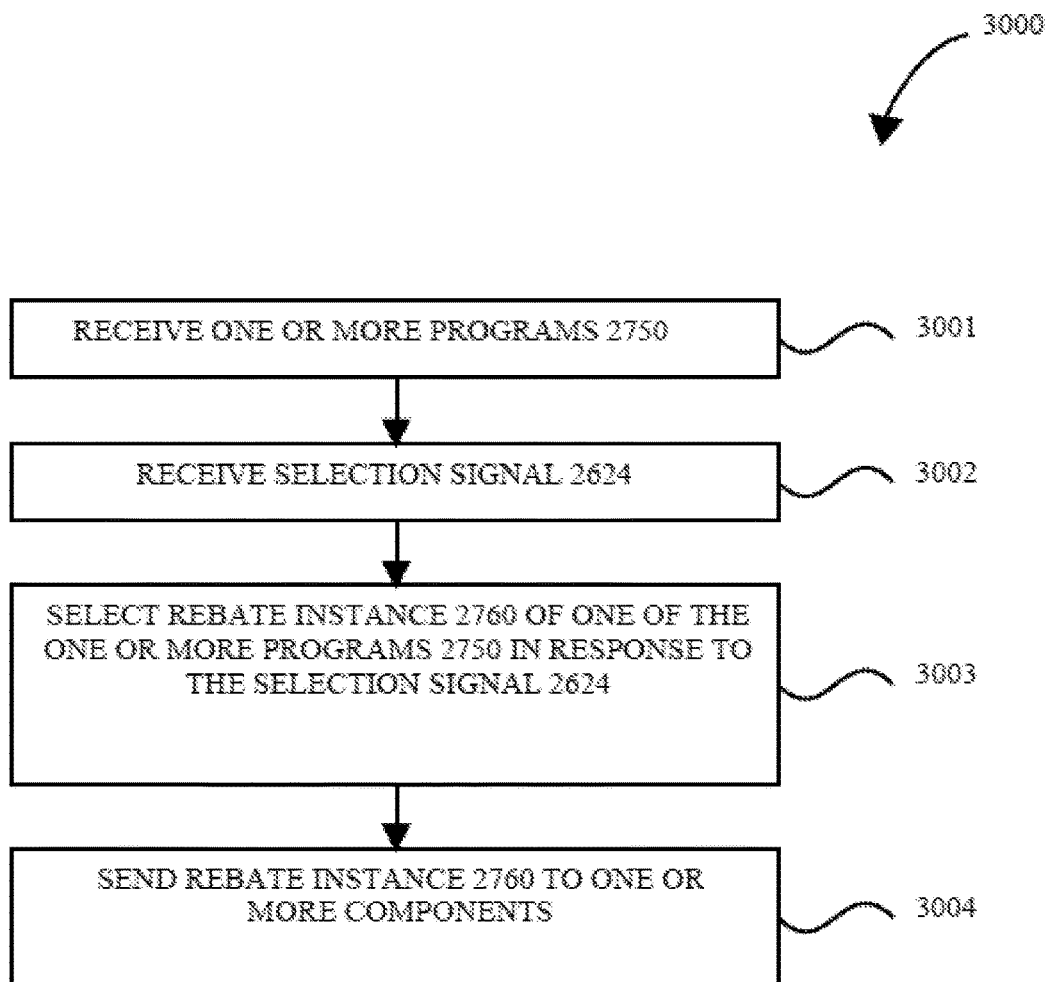 3000
RECEIVE ONE OR MORE PROGRAMS 2750
3001
RECEIVE SELECTION SIGNAL 2624
3002
SELECT REBATE INSTANCE 2760 OF ONE OF THE
ONE OR MORE PROGRAMS 2750 IN RESPONSE TO
THE SELECTION SIGNAL 2624
3003
SEND REBATE INSTANCE 2760 TO ONE OR
MORE COMPONENTS
3004